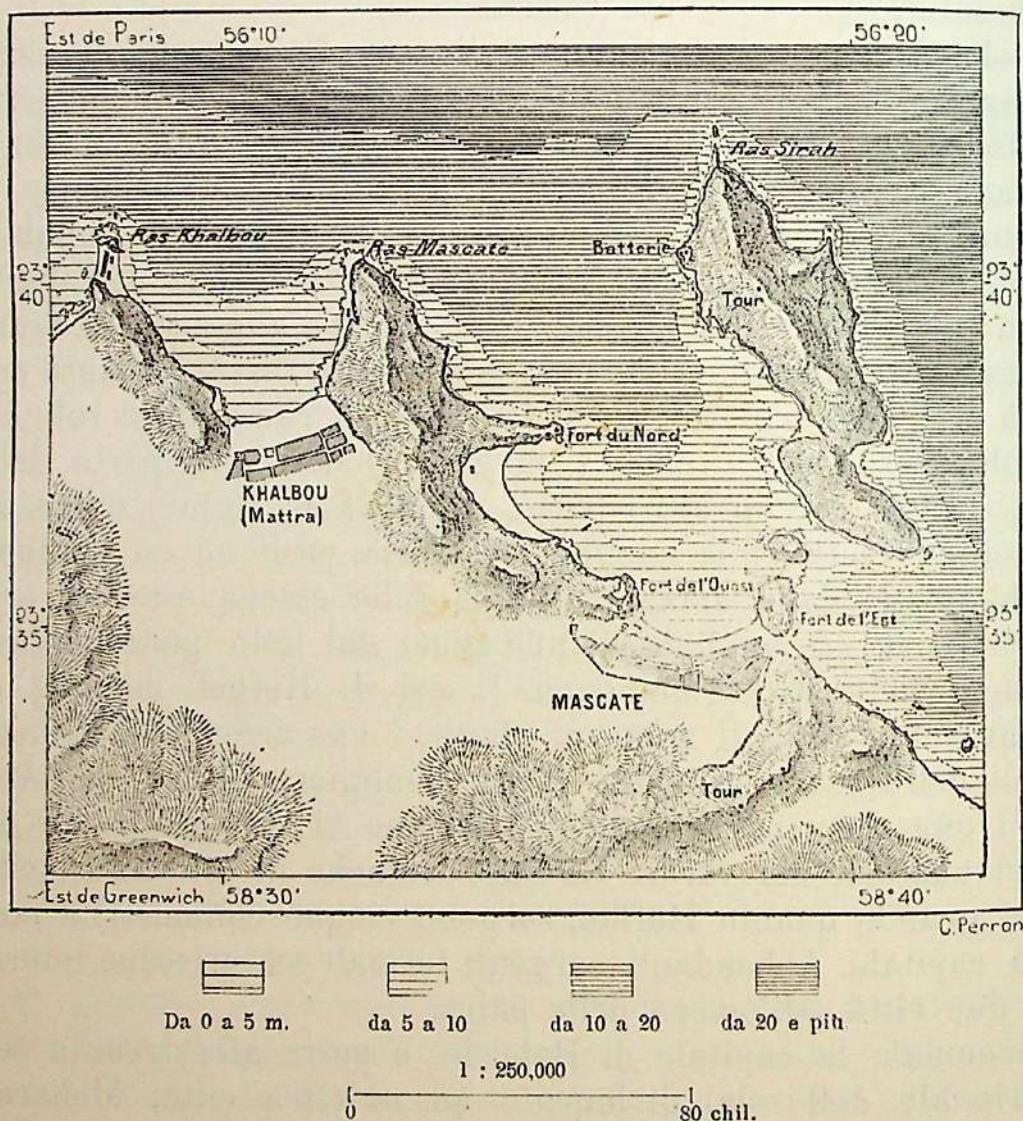 Est de Paris 56°10' 56°20'
Ras Sirah
Ras Khalbou
Ras Mascate
Batterie
23° 23°
40' 40'
Tour
Fort du Nord
KHALBOU
(Mattra)
Fort de l'Ouest
Fort de l'Est
23° 23°
35' 35'
MASCATE
Tour
Est de Greenwich 58°30' 58°40'
C. Perron
Da 0 a 5 m. da 5 a 10 da 10 a 20 da 20 e più
1 : 250,000
0 80 chil.